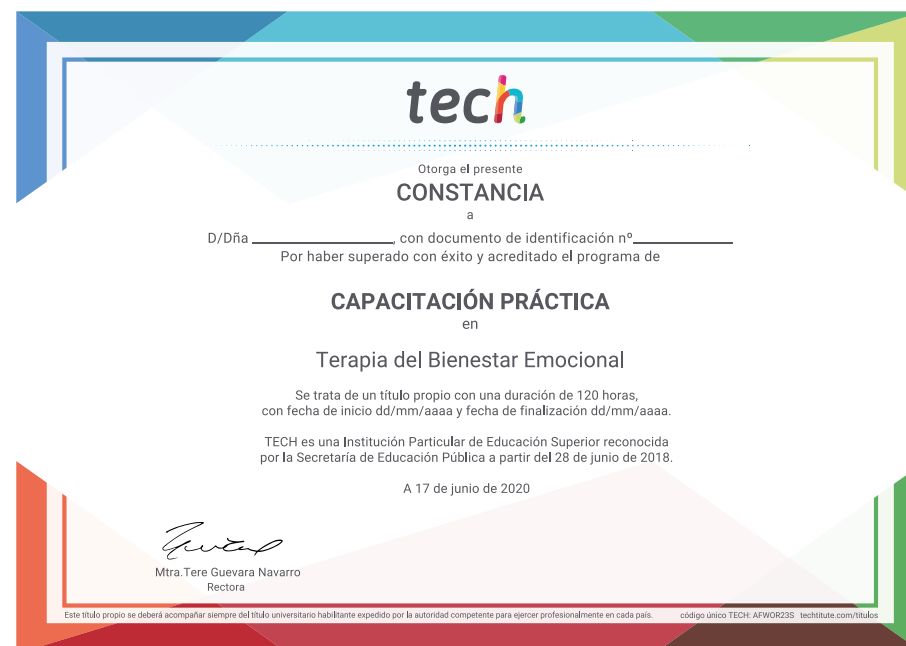 tech
Otorga el presente
CONSTANCIA
a
D/Dña ______________, con documento de identificación nº__________
Por haber superado con éxito y acreditado el programa de
CAPACITACIÓN PRÁCTICA
en
Terapia del Bienestar Emocional
Se trata de un título propio con una duración de 120 horas,
con fecha de inicio dd/mm/aaaa y fecha de finalización dd/mm/aaaa.
TECH es una Institución Particular de Educación Superior reconocida
por la Secretaría de Educación Pública a partir del 28 de junio de 2018.
A 17 de junio de 2020
Mtra.Tere Guevara Navarro
Rectora
Este título propio se deberá acompañar siempre del título universitario habilitante expedido por la autoridad competente para ejercer profesionalmente en cada país. código único TECH: AFWOR23S techtitute.com/titulos